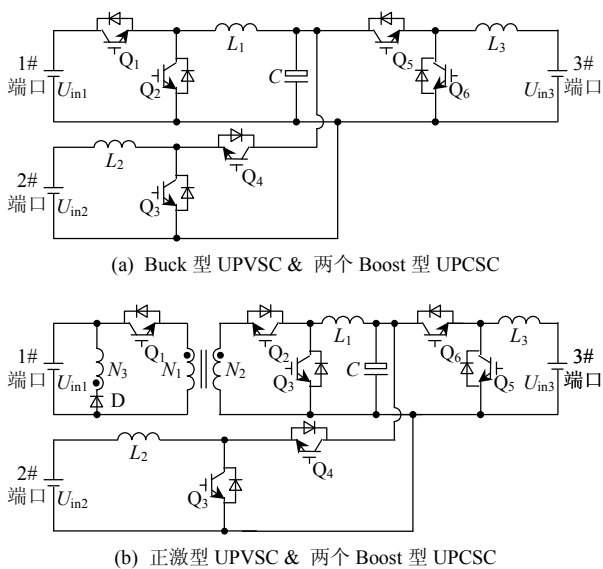 1#
端口
Uin1
Q1
Q2
L1
C
Q5
L3
Q6
Uin3
3#
端口
2#
端口
Uin2
L2
Q4
Q3
(a) Buck 型 UPVSC & 两个 Boost 型 UPCSC
1#
端口
Uin1
N3
D
Q1
N1
N2
Q2
Q3
L1
C
Q6
L3
Q5
Uin3
3#
端口
2#
端口
Uin2
L2
Q4
Q3
(b) 正激型 UPVSC & 两个 Boost 型 UPCSC